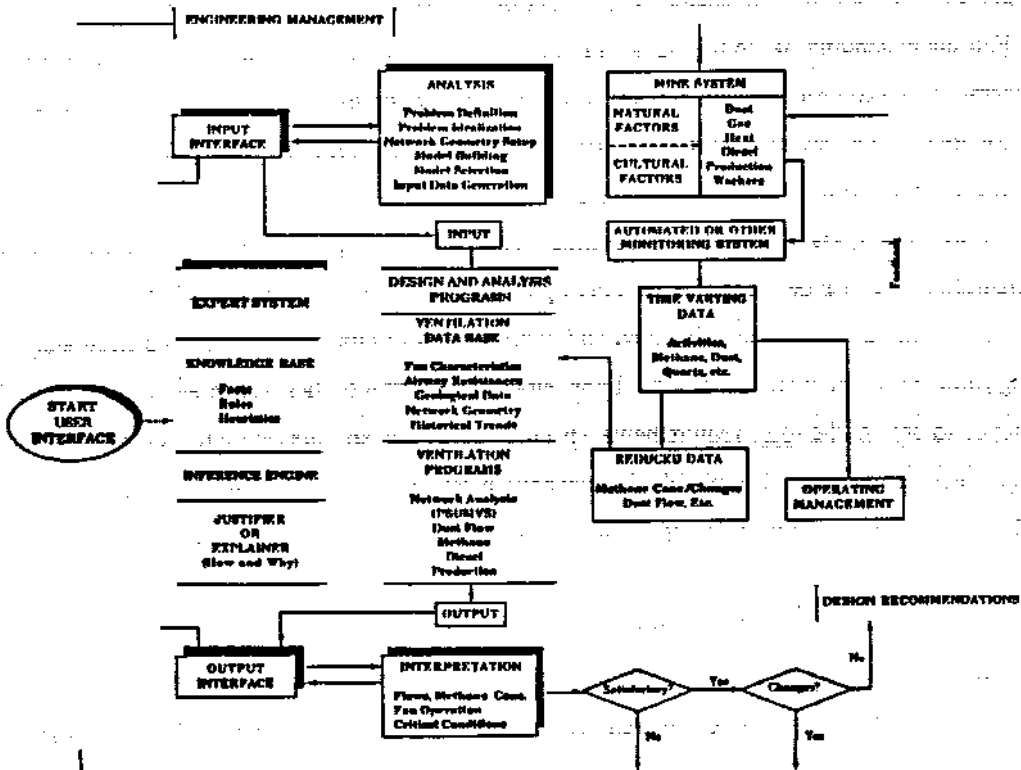 ENGINEERING MANAGEMENT
INPUT
INTERFACE
ANALYSIS
Problem Definition
Problem Idealization
Network Geometry Setup
Model Building
Model Selection
Input Data Generation
MINE SYSTEM
NATURAL
FACTORS
CULTURAL
FACTORS
Dust
Gas
Heat
Diesel
Production
Workers
INPUT
AUTOMATED OR OTHER
MONITORING SYSTEM
Feedback
EXPERT SYSTEM
KNOWLEDGE BASE
Facts
Rules
Heuristics
INFERENCE ENGINE
JUSTIFIER
OR
EXPLAINER
(How and Why)
START
USER
INTERFACE
DESIGN AND ANALYSIS
PROGRAMS
VENTILATION
DATA BASE
Fan Characteristics
Airway Resistances
Geological Data
Network Geometry
Historical Trends
VENTILATION
PROGRAMS
Network Analysis
(PSUMVS)
Dust Flow
Methane
Diesel
Production
TIME VARYING
DATA
Activities,
Methane, Dust,
Quartz, etc.
REDUCED DATA
Methane Conc./Changes
Dust Flow, Etc.
OPERATING
MANAGEMENT
OUTPUT
DESIGN RECOMMENDATIONS
OUTPUT
INTERFACE
INTERPRETATION
Flows, Methane Conc.
Fan Operation
Critical Conditions
Satisfactory?
Yes
Changes?
No
No
Yes